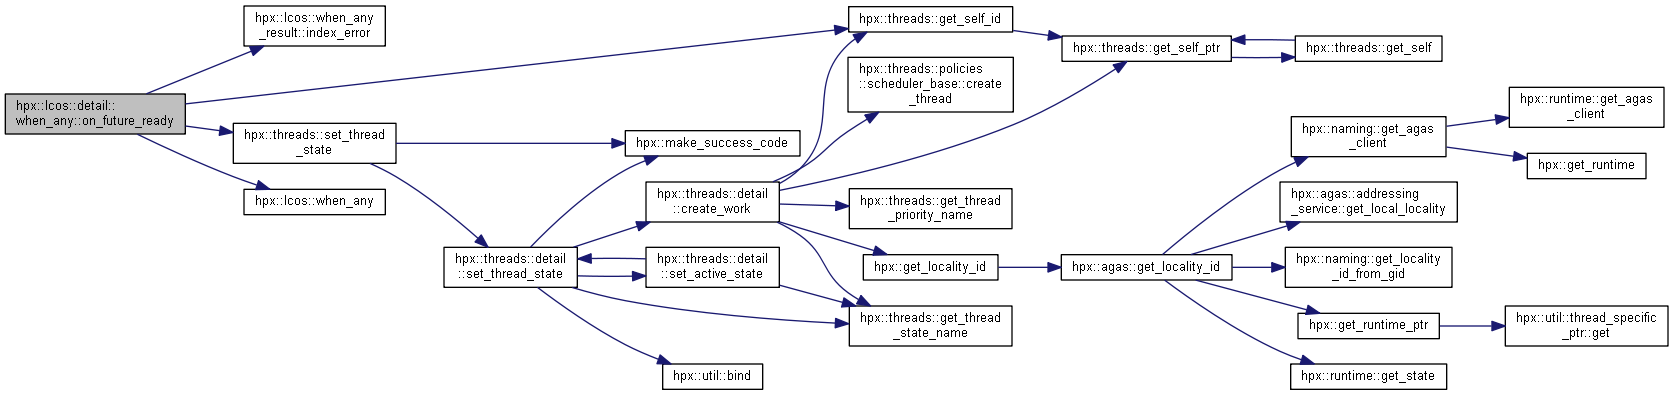 hpx::lcos::when_any
_result::index_error
hpx::lcos::detail::
when_any::on_future_ready
hpx::threads::set_thread
_state
hpx::lcos::when_any
hpx::make_success_code
hpx::threads::detail
::set_thread_state
hpx::threads::detail
::create_work
hpx::threads::detail
::set_active_state
hpx::util::bind
hpx::threads::get_self_id
hpx::threads::policies
::scheduler_base::create
_thread
hpx::threads::get_thread
_priority_name
hpx::get_locality_id
hpx::threads::get_thread
_state_name
hpx::threads::get_self_ptr
hpx::threads::get_self
hpx::agas::get_locality_id
hpx::naming::get_agas
_client
hpx::agas::addressing
_service::get_local_locality
hpx::naming::get_locality
_id_from_gid
hpx::get_runtime_ptr
hpx::runtime::get_state
hpx::runtime::get_agas
_client
hpx::get_runtime
hpx::util::thread_specific
_ptr::get